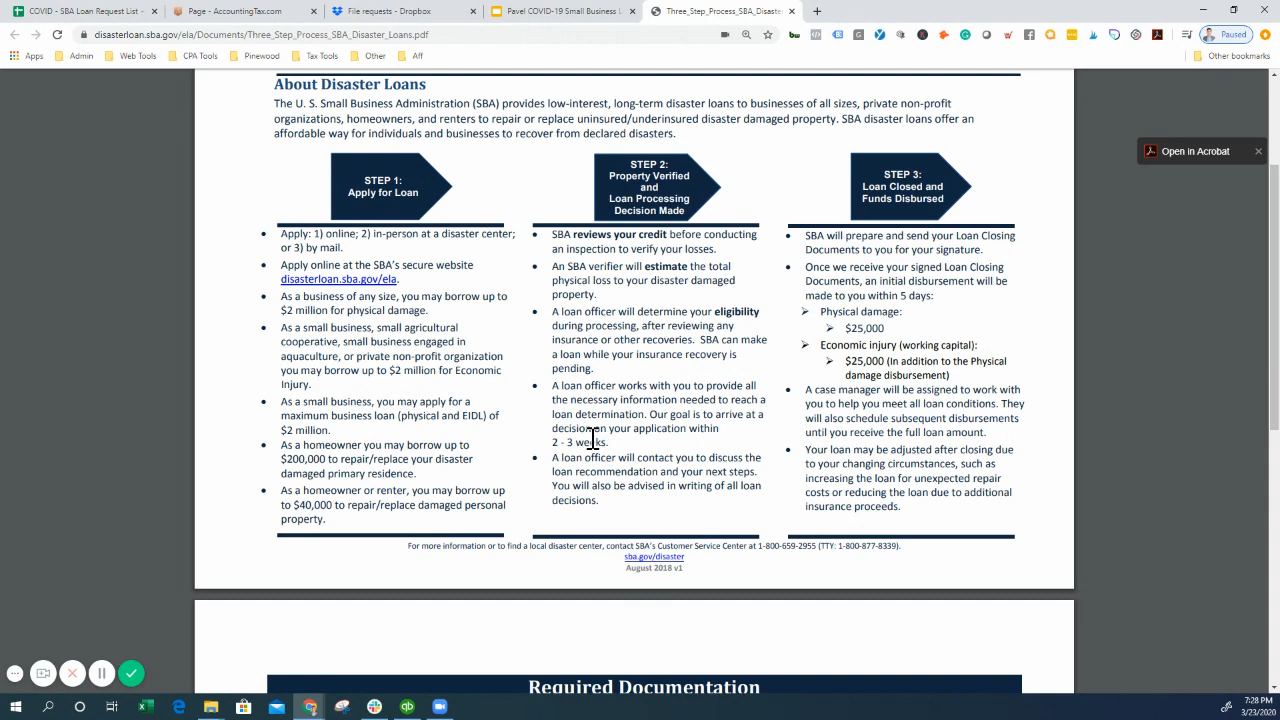 COVID - SBA Loan Request List -
Page - AccountingTax.com
File requests - Dropbox
Pavel COVID-19 Small Business L
Three_Step_Process_SBA_Disaster
disasterloan.sba.gov/ela/Documents/Three_Step_Process_SBA_Disaster_Loans.pdf
Paused
Apps
Admin
Web Tools
CPA Tools
Pinewood
Tax Tools
Other
Aff
Other bookmarks
About Disaster Loans
The U. S. Small Business Administration (SBA) provides low-interest, long-term disaster loans to businesses of all sizes, private non-profit
organizations, homeowners, and renters to repair or replace uninsured/underinsured disaster damaged property. SBA disaster loans offer an
affordable way for individuals and businesses to recover from declared disasters.
Open in Acrobat
STEP 1:
Apply for Loan
• Apply: 1) online; 2) in-person at a disaster center;
or 3) by mail.
• Apply online at the SBA's secure website
disasterloan.sba.gov/ela.
• As a business of any size, you may borrow up to
$2 million for physical damage.
• As a small business, small agricultural
cooperative, small business engaged in
aquaculture, or private non-profit organization
you may borrow up to $2 million for Economic
Injury.
• As a small business, you may apply for a
maximum business loan (physical and EIDL) of
$2 million.
• As a homeowner you may borrow up to
$200,000 to repair/replace your disaster
damaged primary residence.
• As a homeowner or renter, you may borrow up
to $40,000 to repair/replace damaged personal
property.
STEP 2:
Property Verified
and
Loan Processing
Decision Made
• SBA reviews your credit before conducting
an inspection to verify your losses.
• An SBA verifier will estimate the total
physical loss to your disaster damaged
property.
• A loan officer will determine your eligibility
during processing, after reviewing any
insurance or other recoveries. SBA can make
a loan while your insurance recovery is
pending.
• A loan officer works with you to provide all
the necessary information needed to reach a
loan determination. Our goal is to arrive at a
decision on your application within
2 - 3 weeks.
• A loan officer will contact you to discuss the
loan recommendation and your next steps.
You will also be advised in writing of all loan
decisions.
STEP 3:
Loan Closed and
Funds Disbursed
• SBA will prepare and send your Loan Closing
Documents to you for your signature.
• Once we receive your signed Loan Closing
Documents, an initial disbursement will be
made to you within 5 days:
➢ Physical damage:
➢ $25,000
➢ Economic injury (working capital):
➢ $25,000 (In addition to the Physical
damage disbursement)
• A case manager will be assigned to work with
you to help you meet all loan conditions. They
will also schedule subsequent disbursements
until you receive the full loan amount.
• Your loan may be adjusted after closing due
to your changing circumstances, such as
increasing the loan for unexpected repair
costs or reducing the loan due to additional
insurance proceeds.
For more information or to find a local disaster center, contact SBA's Customer Service Center at 1-800-659-2955 (TTY: 1-800-877-8339).
sba.gov/disaster
August 2018 v1
Required Documentation
7:28 PM
3/23/2020